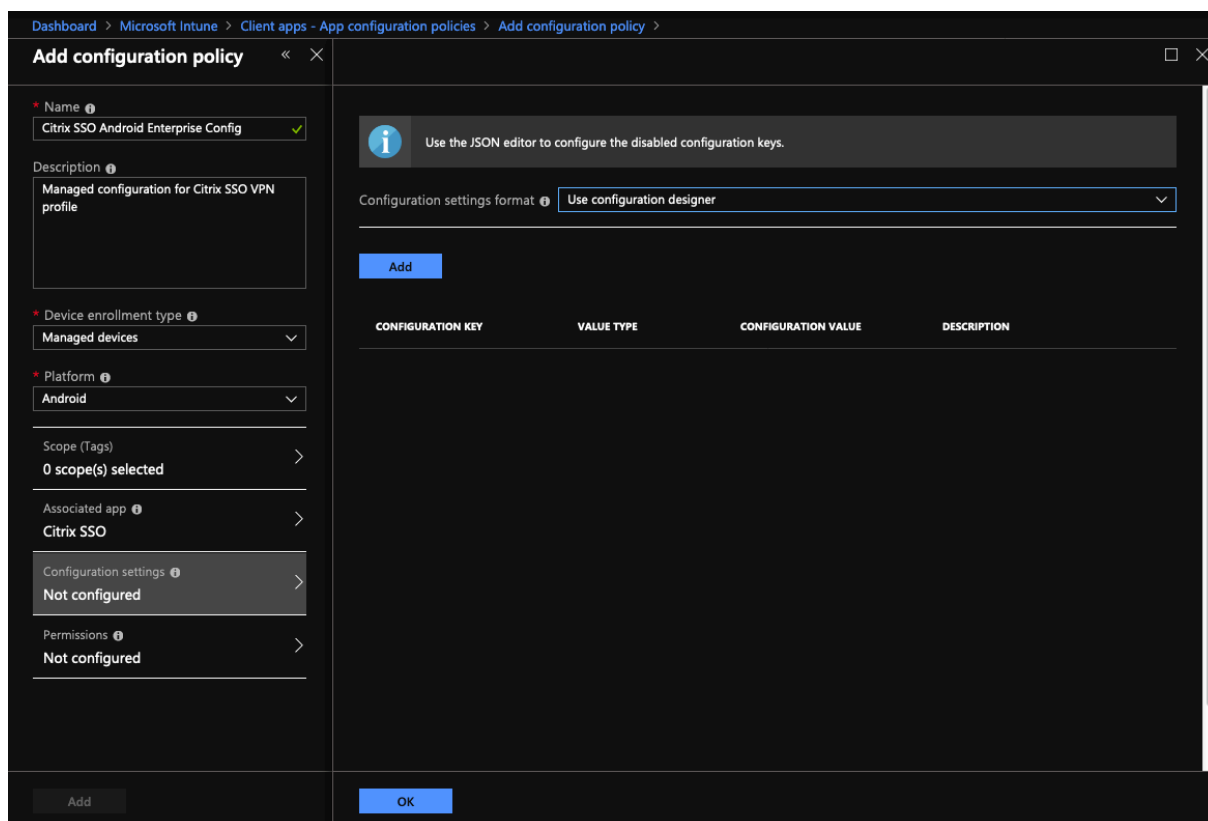 Dashboard > Microsoft Intune > Client apps - App configuration policies > Add configuration policy >
Add configuration policy
* Name
Citrix SSO Android Enterprise Config
Description
Managed configuration for Citrix SSO VPN
profile
* Device enrollment type
Managed devices
* Platform
Android
Scope (Tags)
0 scope(s) selected
Associated app
Citrix SSO
Configuration settings
Not configured
Permissions
Not configured
Add
Use the JSON editor to configure the disabled configuration keys.
Configuration settings format Use configuration designer
Add
CONFIGURATION KEY VALUE TYPE CONFIGURATION VALUE DESCRIPTION
OK